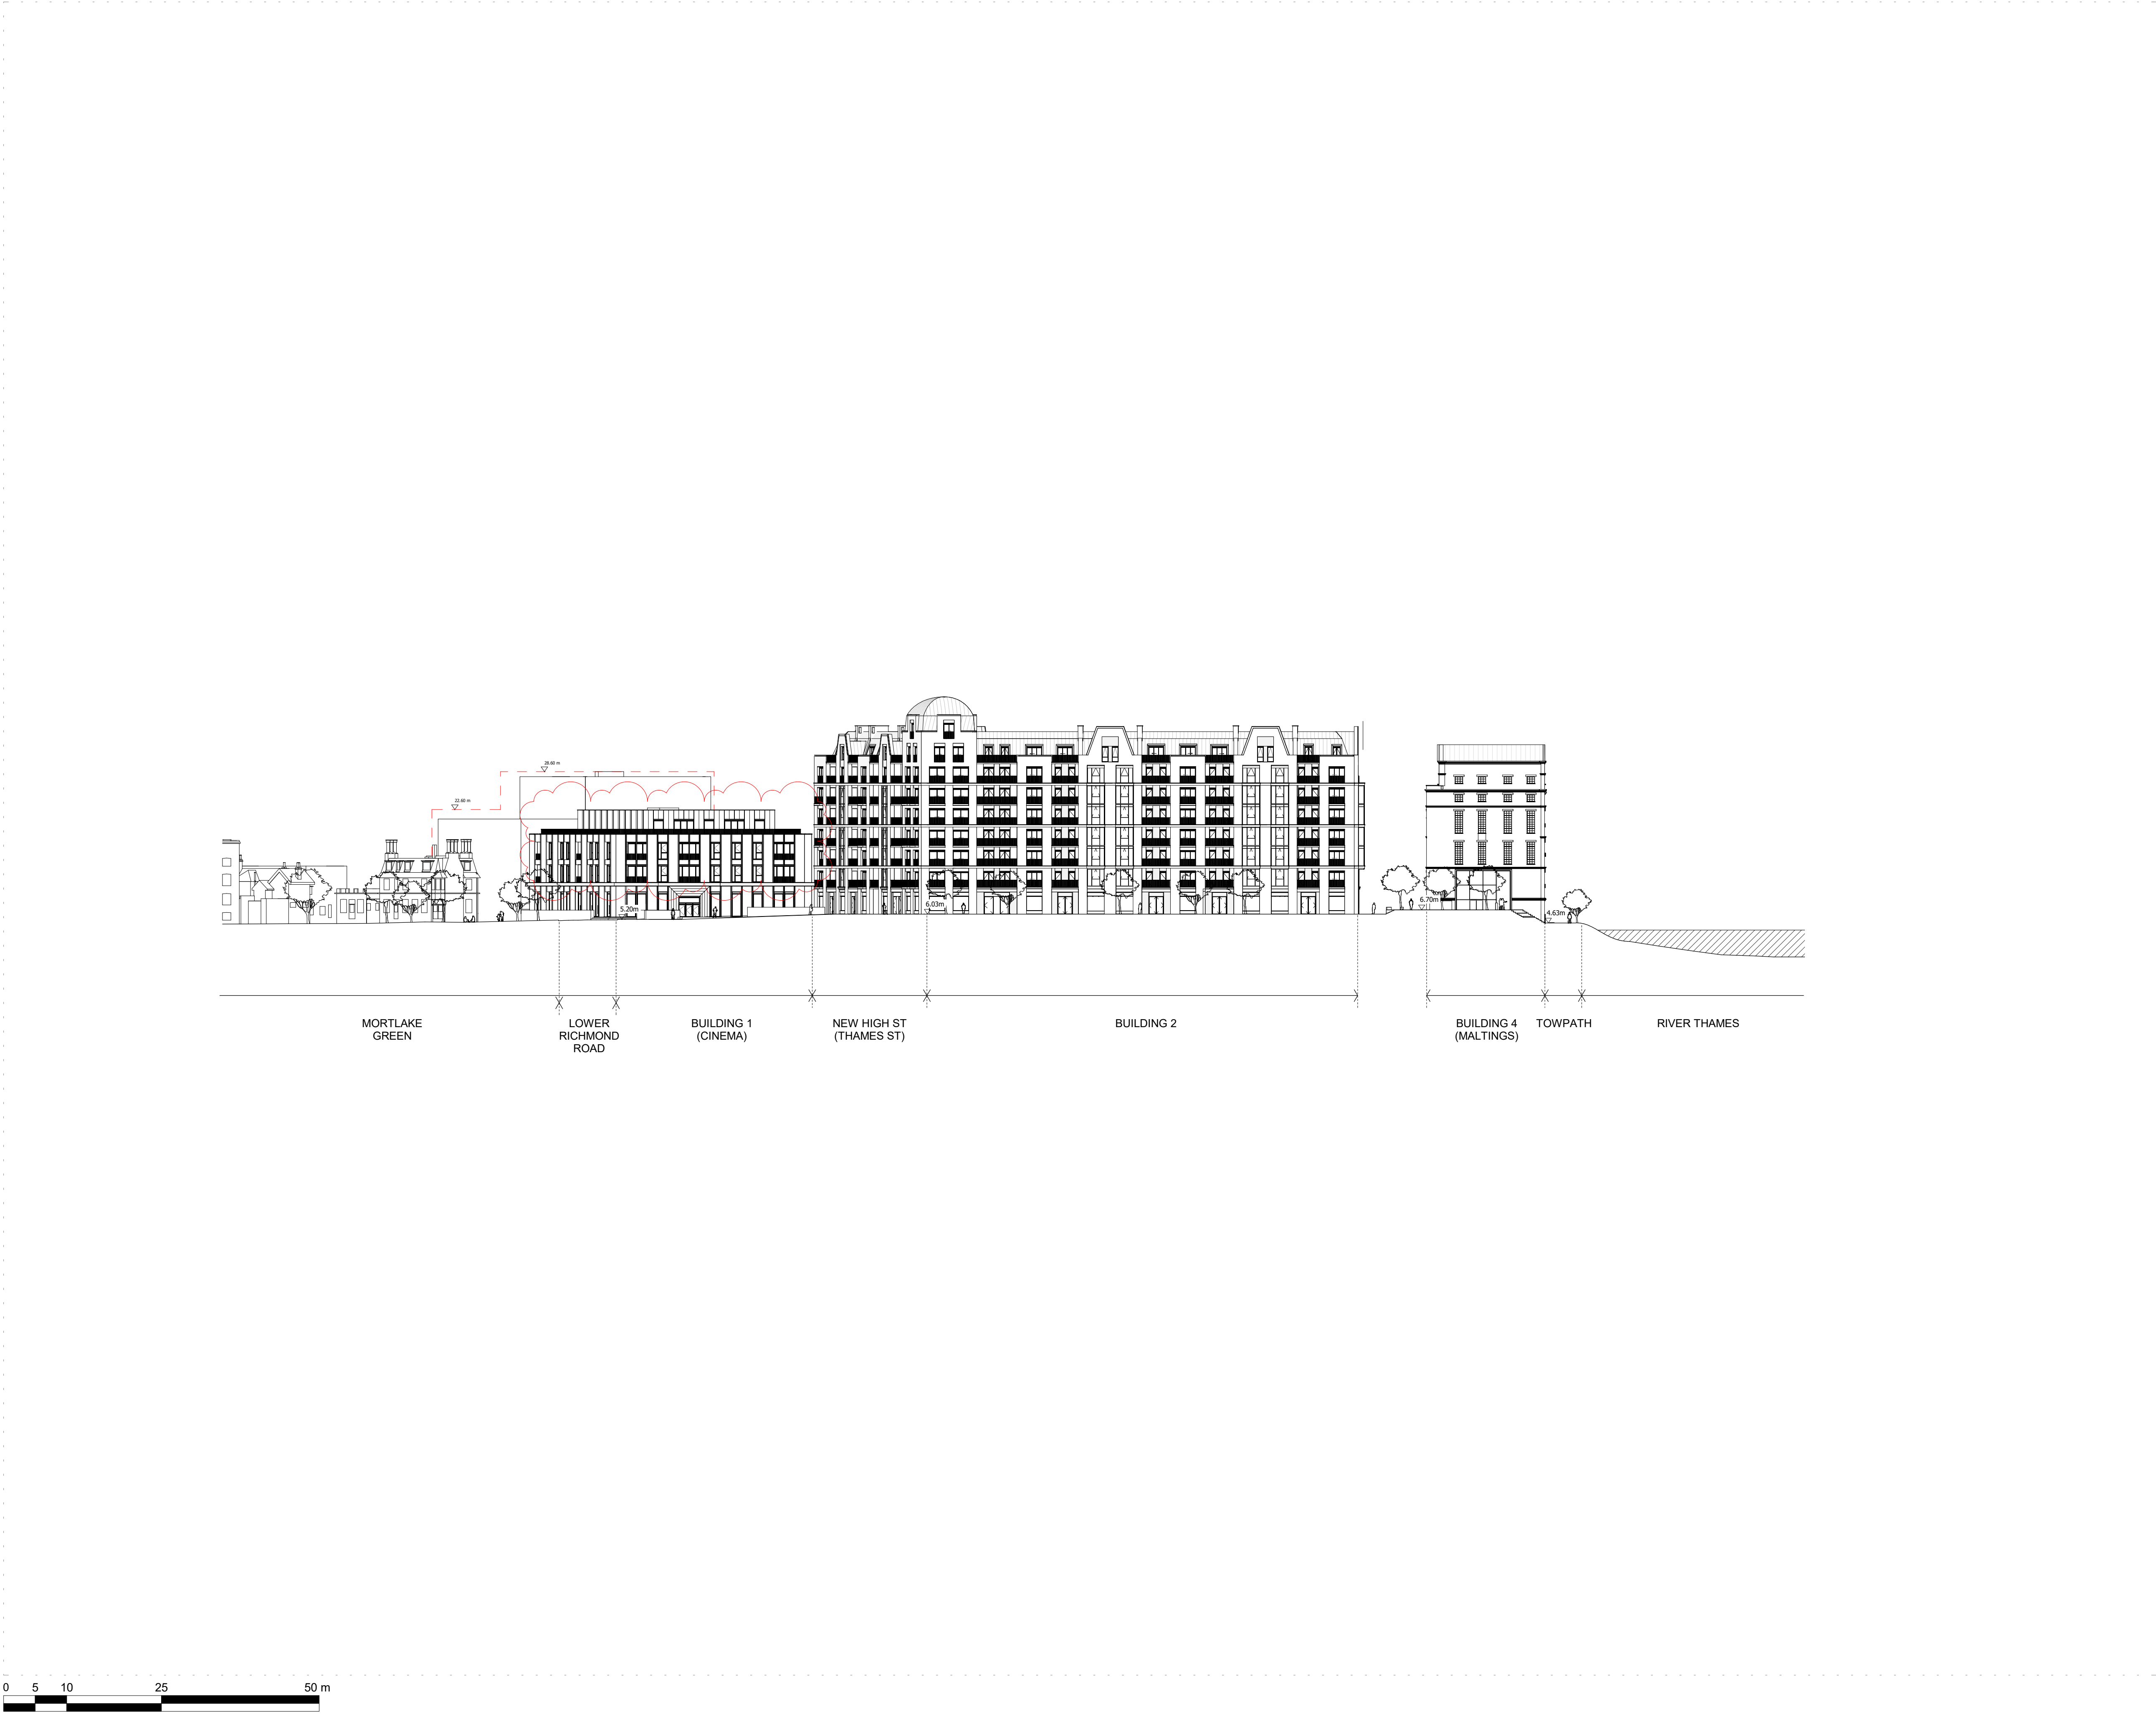 29.60 m
22.60 m
5.20m
6.03m
6.70m
4.63m
MORTLAKE
GREEN
LOWER
RICHMOND
ROAD
BUILDING 1
(CINEMA)
NEW HIGH ST
(THAMES ST)
BUILDING 2
BUILDING 4
(MALTINGS)
TOWPATH
RIVER THAMES
0 5 10 25 50 m